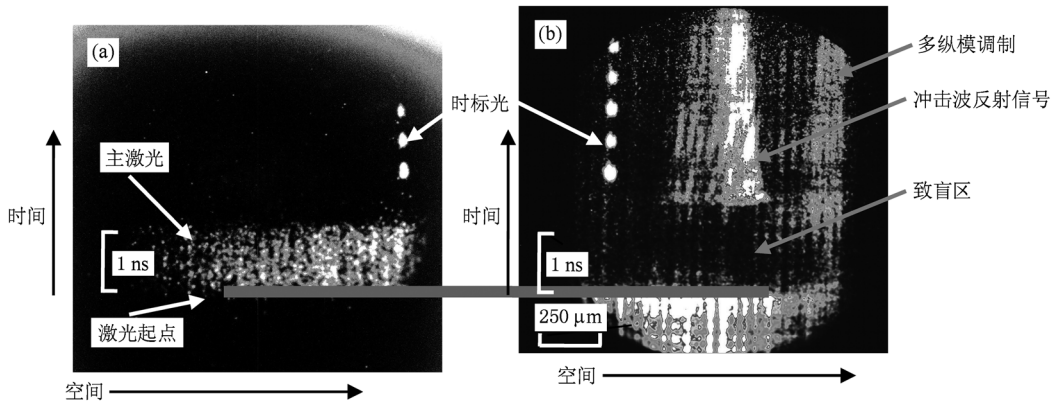 (a)
主激光
时间
1 ns
激光起点
空间
时标光
(b)
多纵模调制
冲击波反射信号
致盲区
时间
1 ns
250 μm
空间